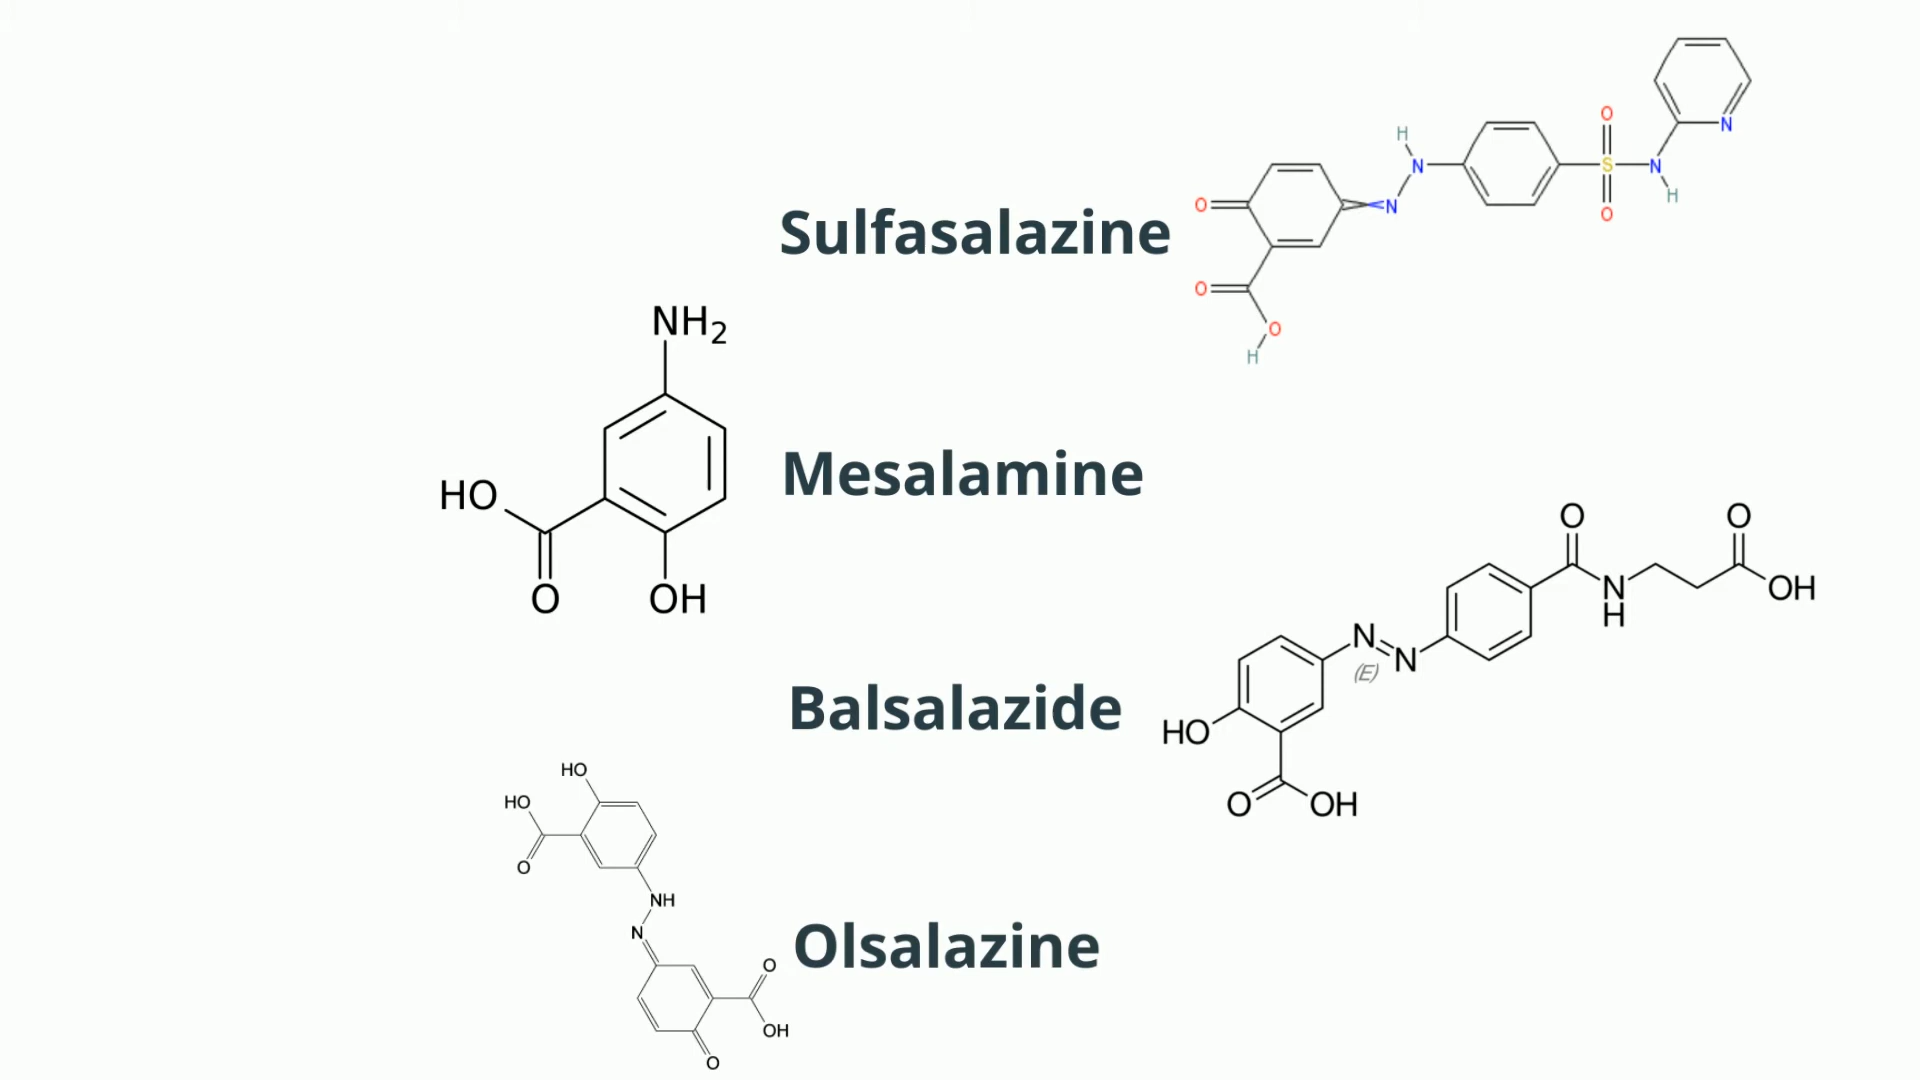 Sulfasalazine
H
N
N
O
O
H
O
S
O
O
N
H
N
Mesalamine
NH2
HO
O
OH
Balsalazide
O
O
N
H
OH
N
N
(E)
HO
O
OH
Olsalazine
HO
HO
O
NH
N
O
OH
O